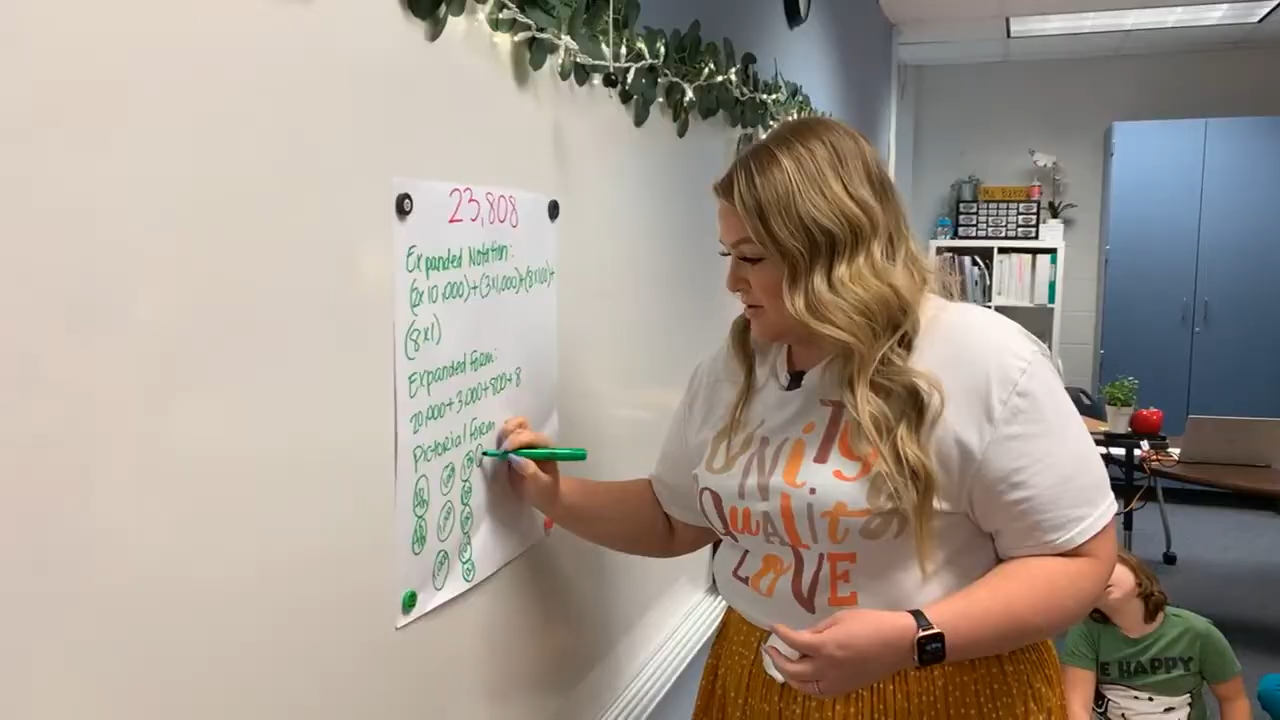 23,808
Expanded Notation:
(2x10,000)+(3x1,000)+(8x100)+
(8x1)
Expanded form:
20,000+3,000+800+8
Pictorial form
UNiTy
QuALity
LOVE
E HAPPY